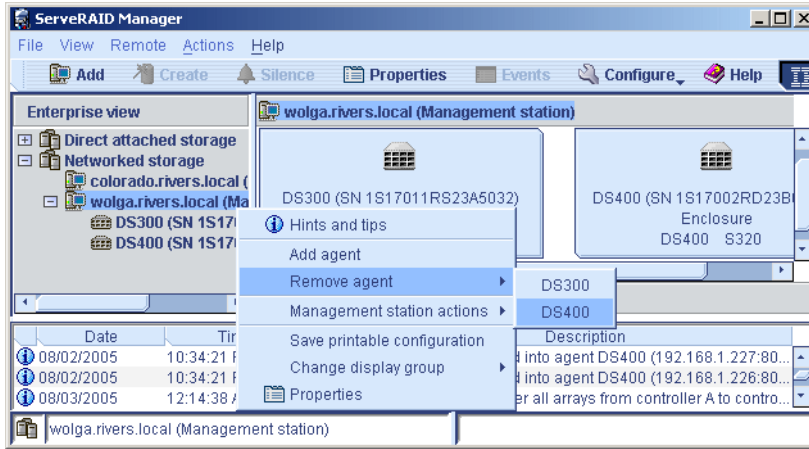 ServeRAID Manager
File View Remote Actions Help
Add Create Silence Properties Events Configure Help
Enterprise view
wolga.rivers.local (Management station)
Direct attached storage
Networked storage
colorado.rivers.local (
wolga.rivers.local (Ma
DS300 (SN 1S17
DS400 (SN 1S17
DS300 (SN 1S17011RS23A5032)
DS400 (SN 1S17002RD23B
Enclosure
DS400 S320
Hints and tips
Add agent
Remove agent
Management station actions
Save printable configuration
Change display group
Properties
DS300
DS400
Date Description
08/02/2005 10:34:21 into agent DS400 (192.168.1.227:80...
08/02/2005 10:34:21 into agent DS400 (192.168.1.226:80...
08/03/2005 12:14:38 all arrays from controller A to contro...
wolga.rivers.local (Management station)